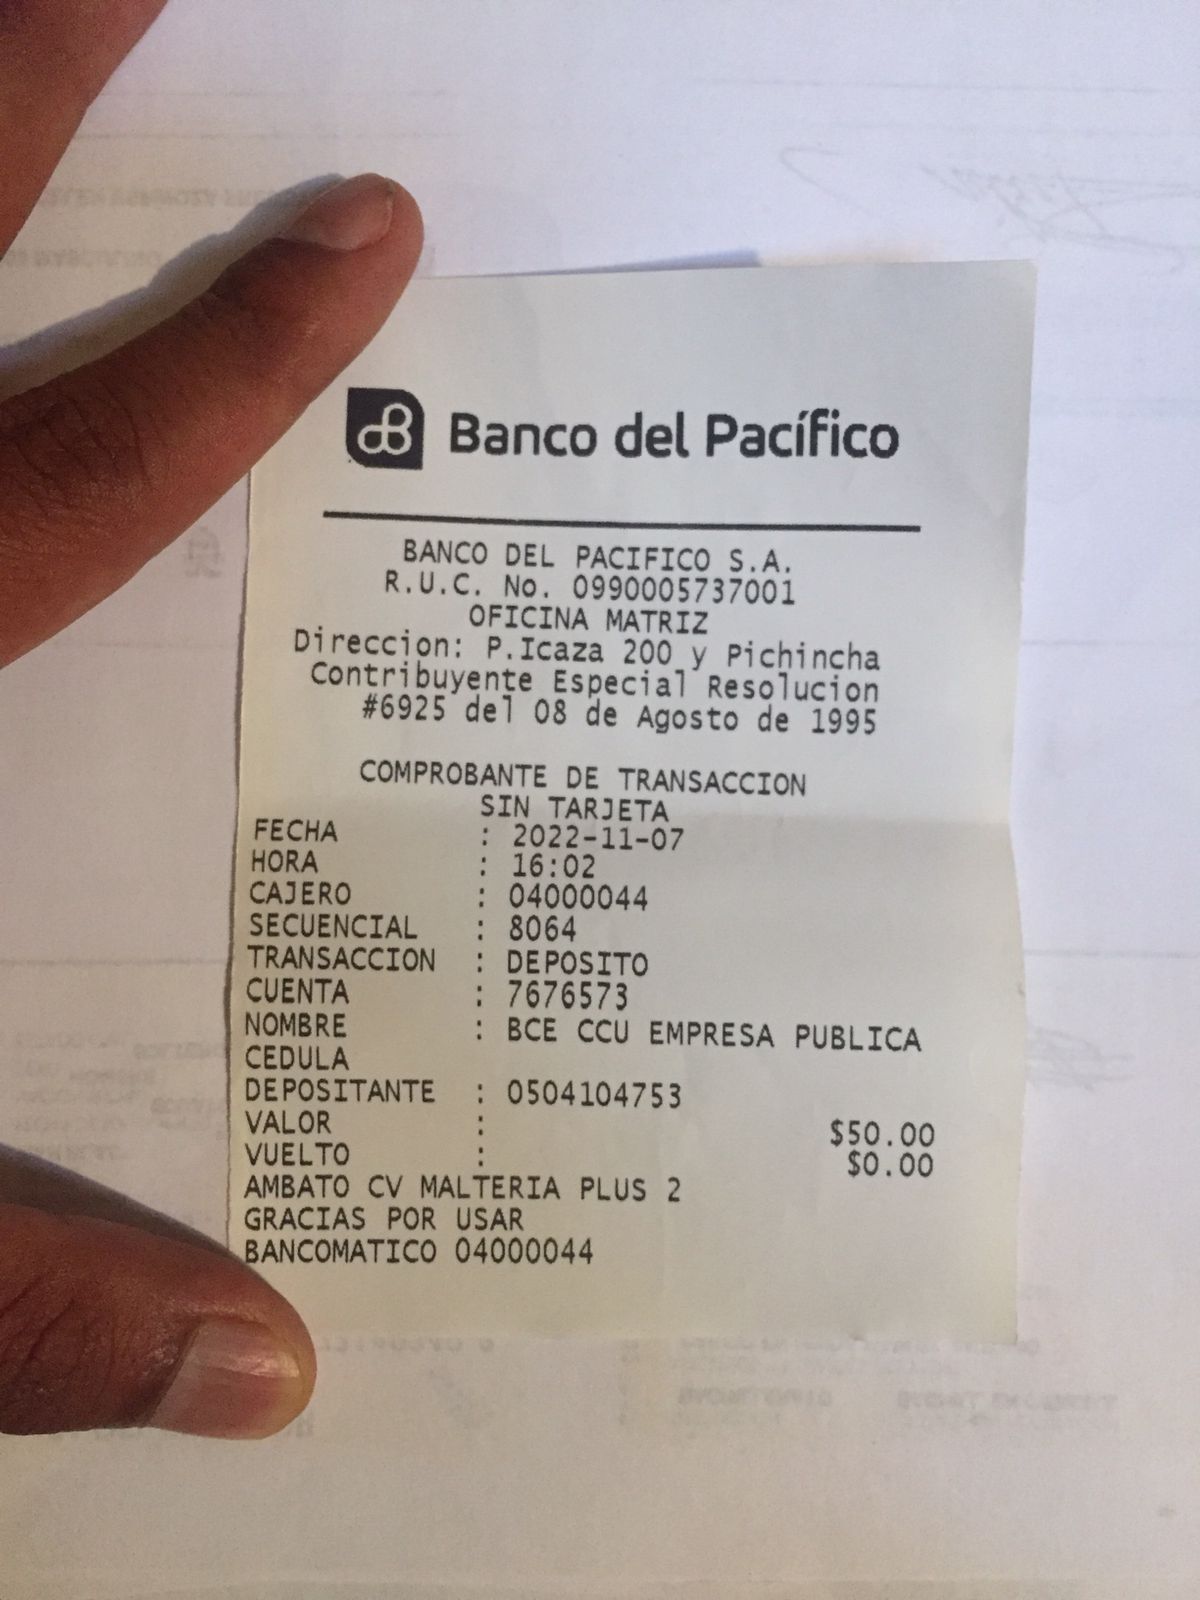 Banco del Pacífico
BANCO DEL PACIFICO S.A.
R.U.C. No. 0990005737001
OFICINA MATRIZ
Direccion: P.Icaza 200 y Pichincha
Contribuyente Especial Resolucion
#6925 del 08 de Agosto de 1995
COMPROBANTE DE TRANSACCION
SIN TARJETA
FECHA : 2022-11-07
HORA : 16:02
CAJERO : 04000044
SECUENCIAL : 8064
TRANSACCION : DEPOSITO
CUENTA : 7676573
NOMBRE : BCE CCU EMPRESA PUBLICA
CEDULA
DEPOSITANTE : 0504104753
VALOR : $50.00
VUELTO : $0.00
AMBATO CV MALTERIA PLUS 2
GRACIAS POR USAR
BANCOMATICO 04000044